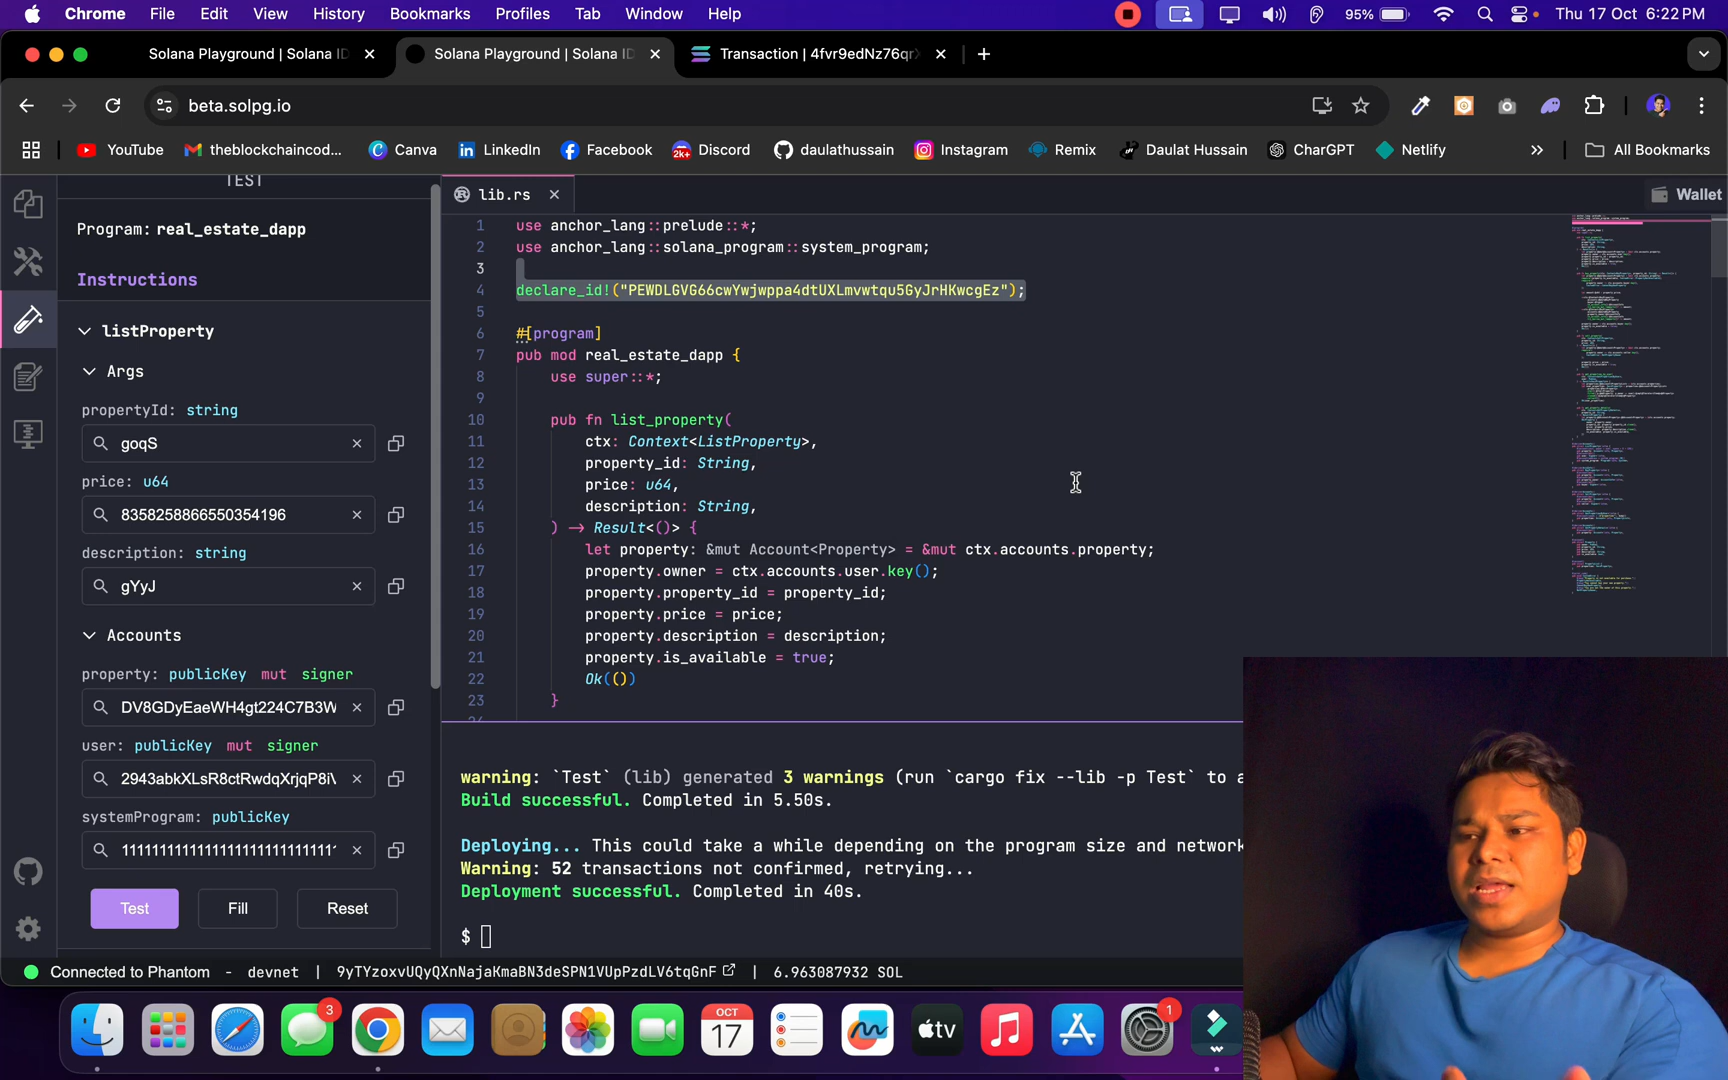 Chrome File Edit View History Bookmarks Profiles Tab Window Help 95% Thu 17 Oct 6:22 PM
Solana Playground | Solana ID Solana Playground | Solana ID Transaction | 4fvr9edNz76qr
beta.solpg.io
YouTube theblockchaincod... Canva LinkedIn Facebook 2k+ Discord daulathussain Instagram Remix Daulat Hussain CharGPT Netlify » All Bookmarks
TEST
lib.rs
Wallet
Program: real_estate_dapp
Instructions
listProperty
Args
propertyId: string
goqS
price: u64
8358258866550354196
description: string
gYyJ
Accounts
property: publicKey mut signer
DV8GDyEaeWH4gt224C7B3W
user: publicKey mut signer
2943abkXLsR8ctRwdqXrjqP8i
systemProgram: publicKey
Test Fill Reset
1 use anchor_lang::prelude::*;
2 use anchor_lang::solana_program::system_program;
3
4 declare_id!("PEWDLGVG66cwYwjwppa4dtUXLmvwtqu5GyJrHKwcgEz");
5
6 #[program]
7 pub mod real_estate_dapp {
8 use super::*;
9
10 pub fn list_property(
11 ctx: Context<ListProperty>,
12 property_id: String,
13 price: u64,
14 description: String,
15 ) → Result<()> {
16 let property: &mut Account<Property> = &mut ctx.accounts.property;
17 property.owner = ctx.accounts.user.key();
18 property.property_id = property_id;
19 property.price = price;
20 property.description = description;
21 property.is_available = true;
22 Ok(())
23 }
warning: `Test` (lib) generated 3 warnings (run `cargo fix --lib -p Test` to a
Build successful. Completed in 5.50s.
Deploying... This could take a while depending on the program size and network
Warning: 52 transactions not confirmed, retrying...
Deployment successful. Completed in 40s.
$
Connected to Phantom - devnet | 9yTYzoxvUQyQXnNajaKmaBN3deSPN1VUpPzdLV6tqGnF | 6.963087932 SOL
3
OCT
17
tv
1